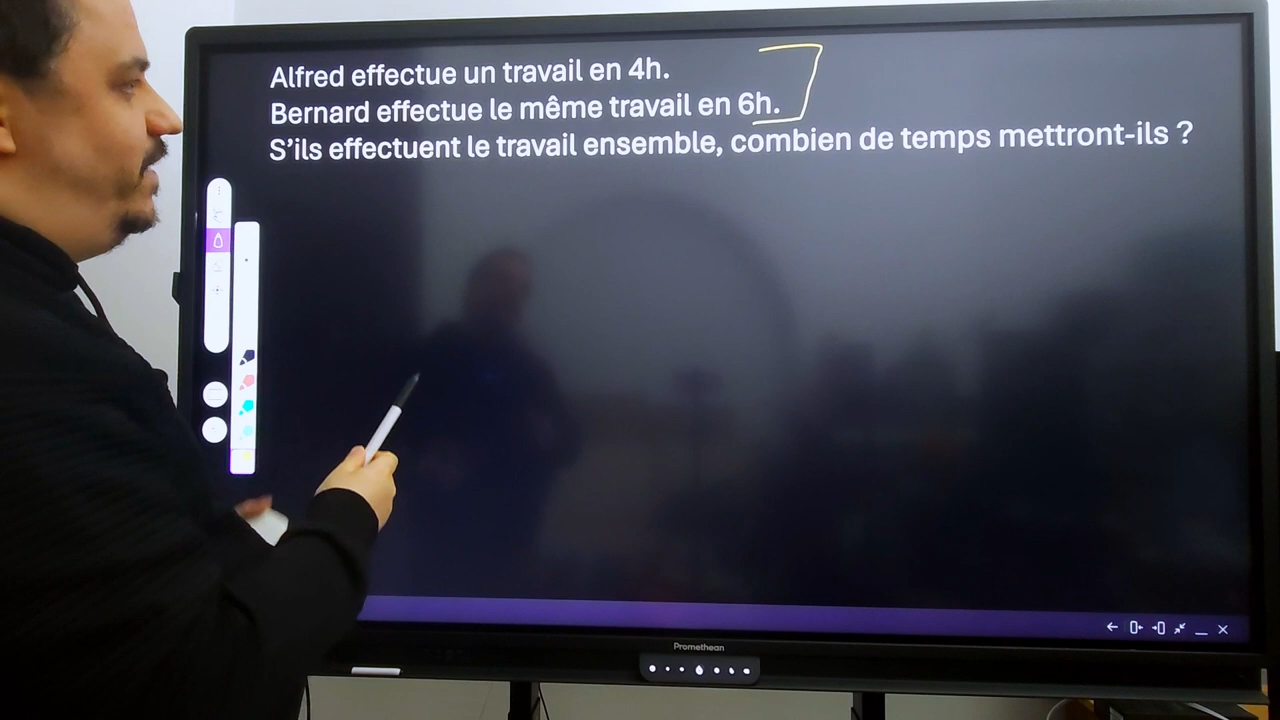 Alfred effectue un travail en 4h.
Bernard effectue le même travail en 6h.
S’ils effectuent le travail ensemble, combien de temps mettront-ils ?
Promethean